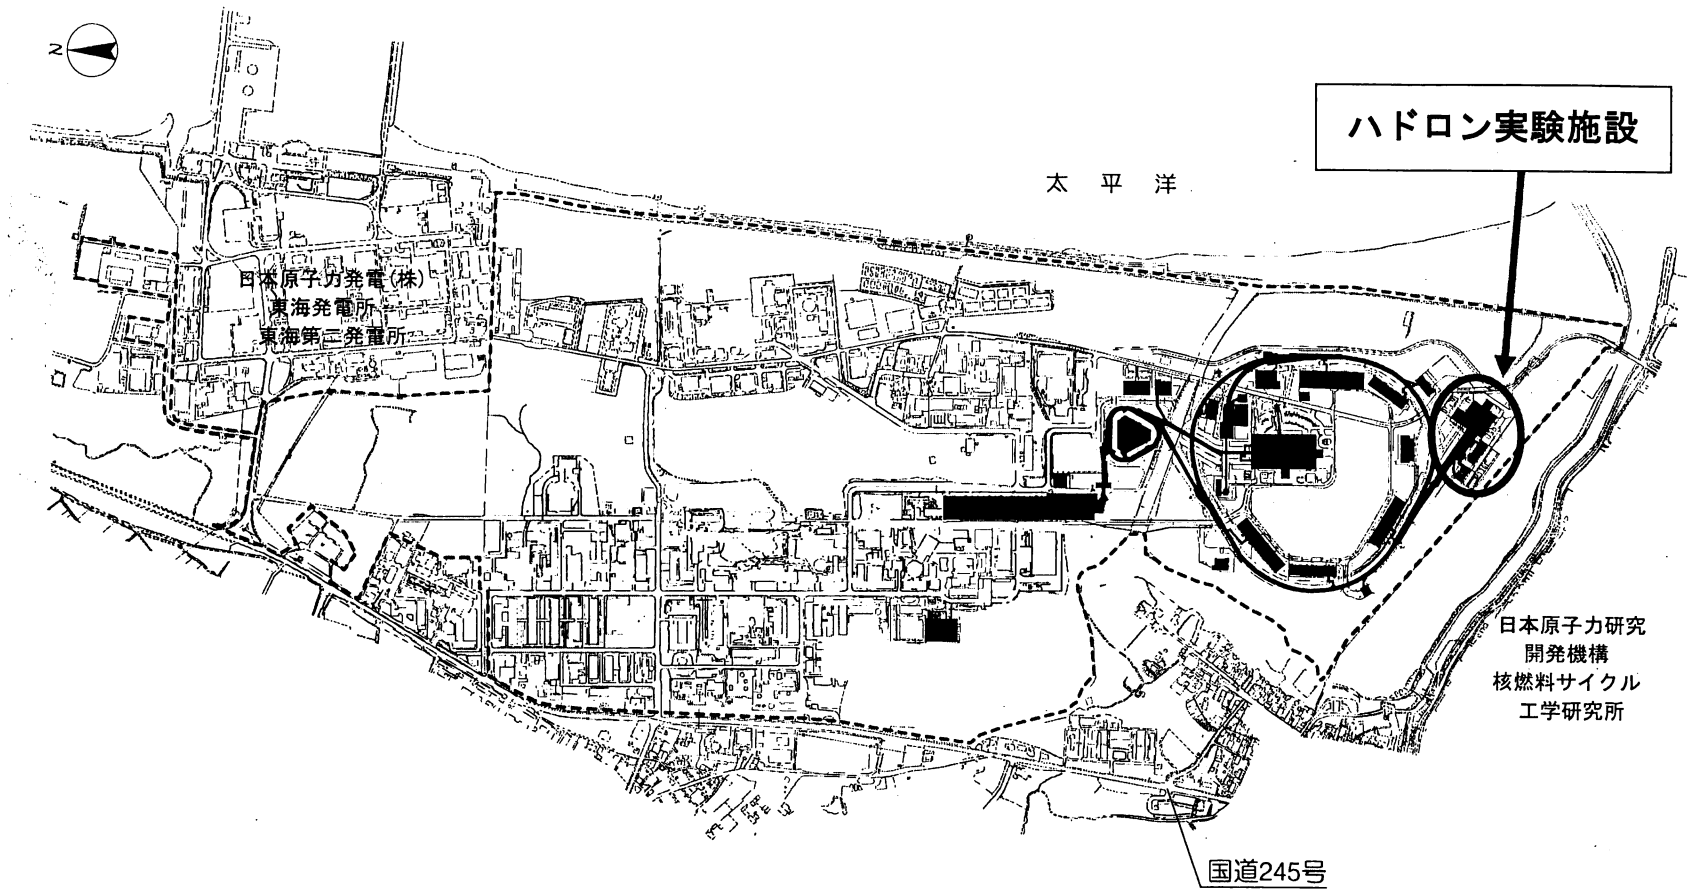 N
ハドロン実験施設
太平洋
日本原子力発電(株)
東海発電所
東海第二発電所
日本原子力研究
開発機構
核燃料サイクル
工学研究所
国道245号